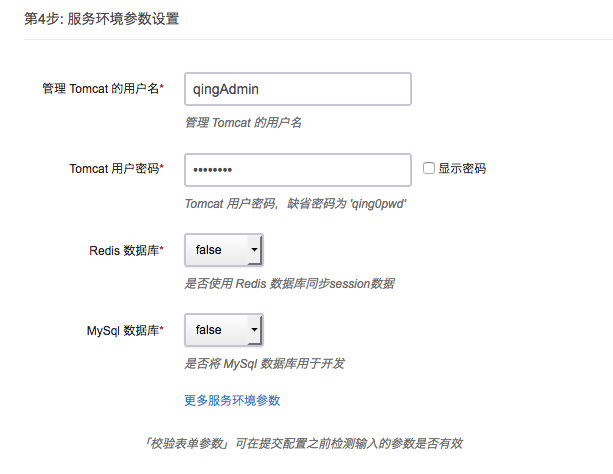 第4步: 服务环境参数设置
管理 Tomcat 的用户名*
qingAdmin
管理 Tomcat 的用户名
Tomcat 用户密码*
••••••••
显示密码
Tomcat 用户密码，缺省密码为 'qing0pwd'
Redis 数据库*
false
是否使用 Redis 数据库同步session数据
MySql 数据库*
false
是否将 MySql 数据库用于开发
更多服务环境参数
「校验表单参数」可在提交配置之前检测输入的参数是否有效